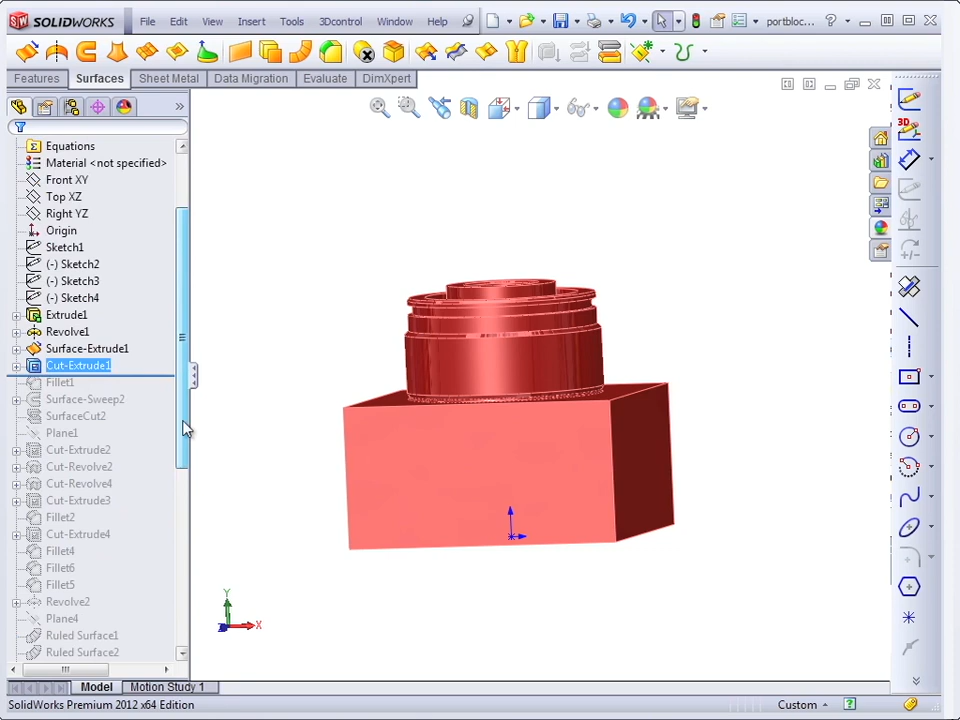 SOLIDWORKS File Edit View Insert Tools 3Dcontrol Window Help portbloc...
Features Surfaces Sheet Metal Data Migration Evaluate DimXpert
Equations
Material <not specified>
Front XY
Top XZ
Right YZ
Origin
Sketch1
(-) Sketch2
(-) Sketch3
(-) Sketch4
Extrude1
Revolve1
Surface-Extrude1
Cut-Extrude1
Fillet1
Surface-Sweep2
SurfaceCut2
Plane1
Cut-Extrude2
Cut-Revolve2
Cut-Revolve4
Cut-Extrude3
Fillet2
Cut-Extrude4
Fillet4
Fillet6
Fillet5
Revolve2
Plane4
Ruled Surface1
Ruled Surface2
3D
Y
X
Model Motion Study 1
SolidWorks Premium 2012 x64 Edition Custom